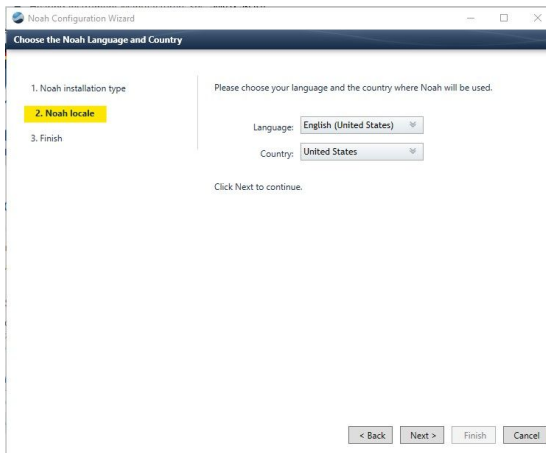 Noah Configuration Wizard
Choose the Noah Language and Country
1. Noah installation type
2. Noah locale
3. Finish
Please choose your language and the country where Noah will be used.
Language: English (United States)
Country: United States
Click Next to continue.
< Back Next > Finish Cancel